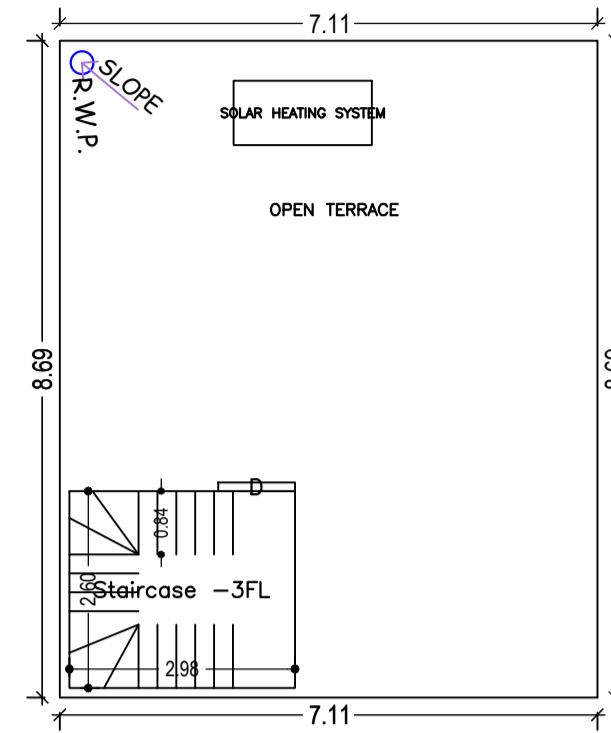 7.11
SLOPE
R.W.P.
SOLAR HEATING SYSTEM
OPEN TERRACE
8.69
D
0.84
2.60
Staircase -3FL
2.98
7.11